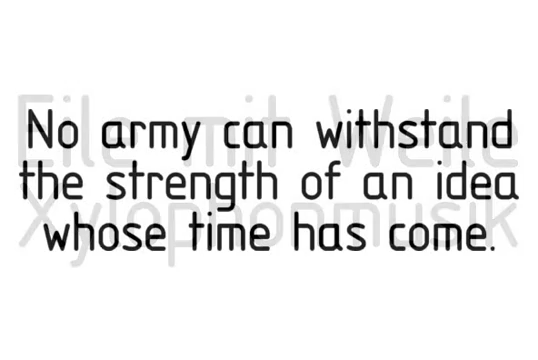 Eile mit Weile
Xylophonmusik
No army can withstand
the strength of an idea
whose time has come.